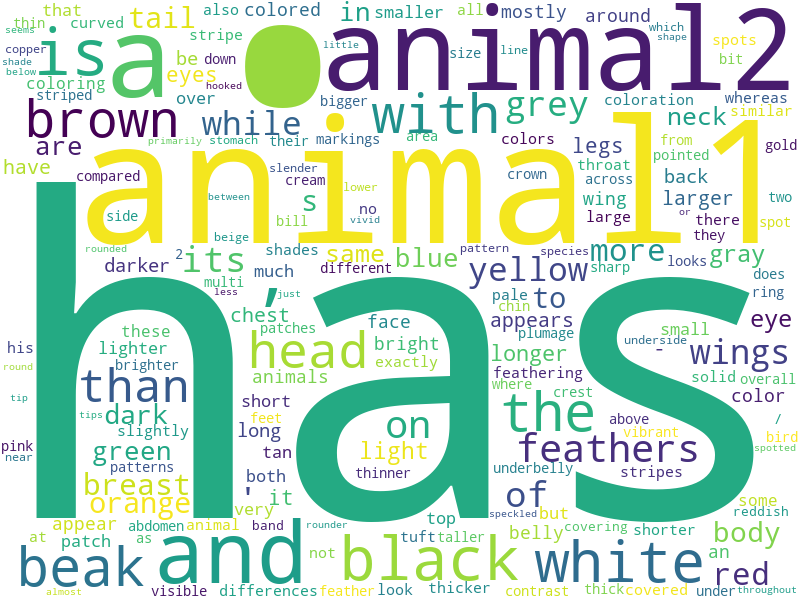 thin that curved tail also colored in smaller all mostly around which shape
seems copper shade below is a . animal2
stripe be down eyes little size line spots bit
coloring striped over hooked bigger with grey coloration whereas
brown while are area neck similar
primarily stomach their markings colors legs from gold
have compared animal1 slender cream lower crown throat across pointed
side between s no vivid bill wing back larger two
beige large or there they spot
rounded 2 its shades same blue more pattern species looks gray
darker multi much different yellow sharp does
less , just to pale chin ring
has
his these chest patches face bright appears plumage underside - small eye
lighter brighter head exactly longer feathering wings
round than animals where crest solid overall color
tip tips dark short on the above /
slightly feet light vibrant bird
pink near green long tan thinner feathers spotted
patterns both ' underbelly stripes
breast it of some
orange very speckled but reddish
appear abdomen animal band rounder top covering shorter body
at patch as and not tuft taller belly an
beak black white red
almost visible differences feather look thicker contrast thick covered under throughout